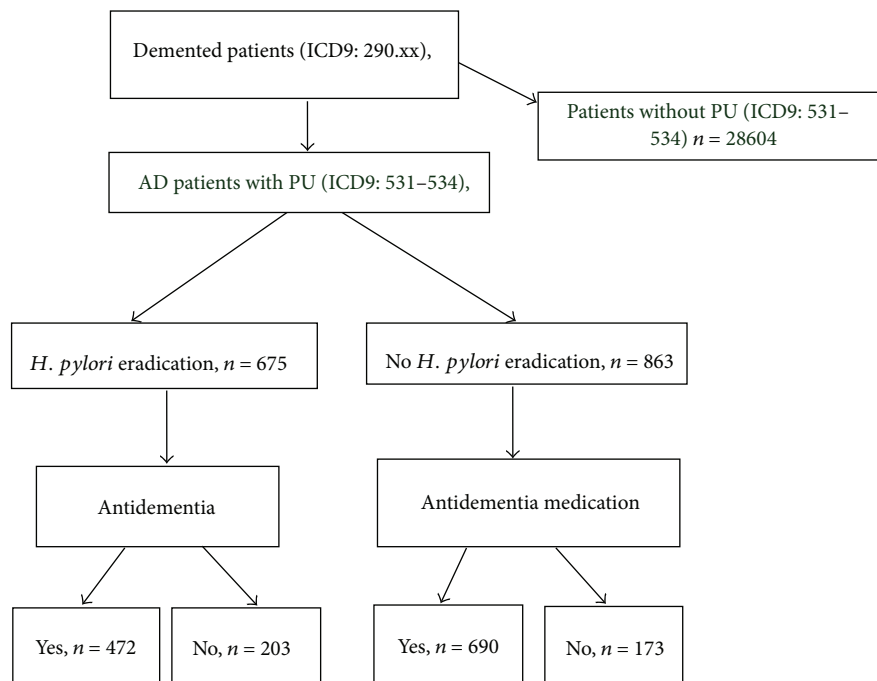 Demented patients (ICD9: 290.xx),
Patients without PU (ICD9: 531–
534) n = 28604
AD patients with PU (ICD9: 531–534),
H. pylori eradication, n = 675
No H. pylori eradication, n = 863
Antidementia
Antidementia medication
Yes, n = 472
No, n = 203
Yes, n = 690
No, n = 173